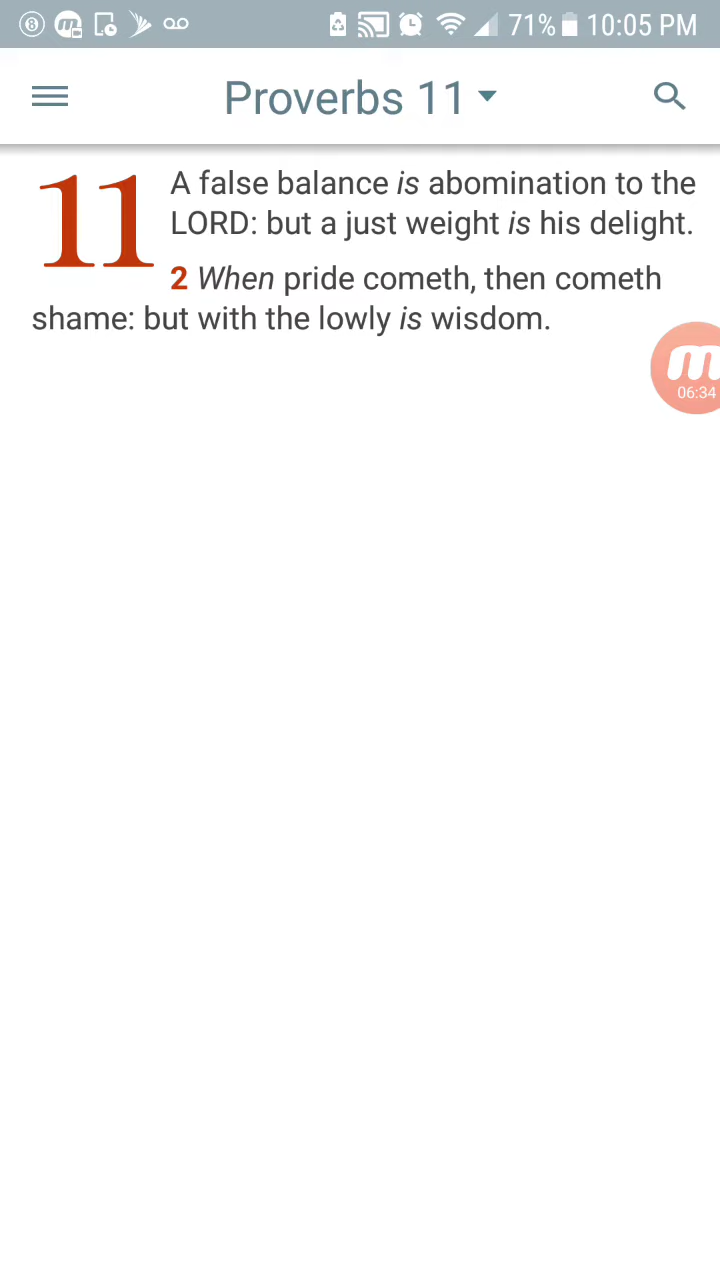 8 71% 10:05 PM
Proverbs 11
11 A false balance is abomination to the
LORD: but a just weight is his delight.
2 When pride cometh, then cometh
shame: but with the lowly is wisdom.
m
06:34